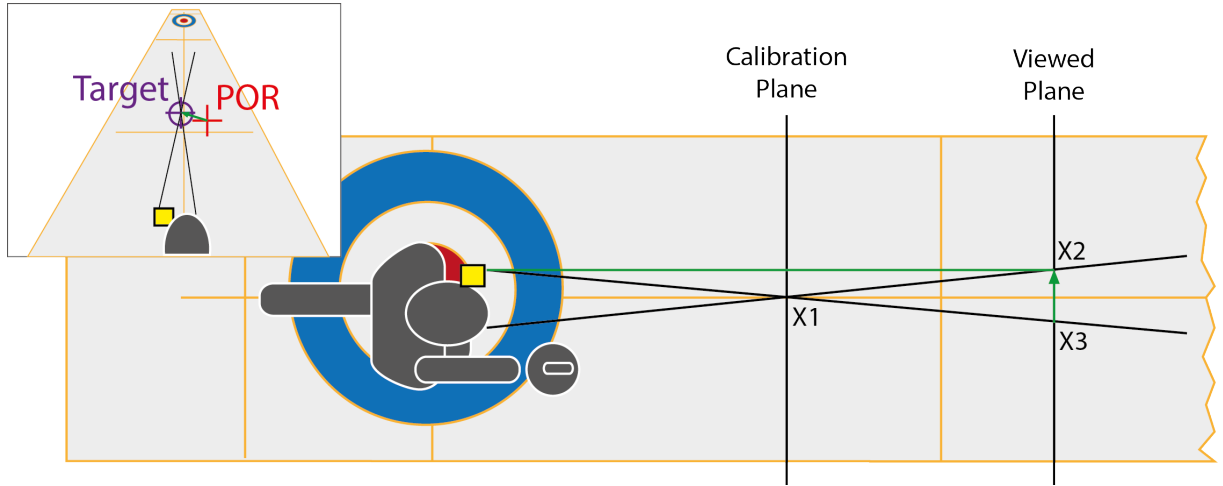 Target
POR
Calibration
Plane
Viewed
Plane
X1
X2
X3